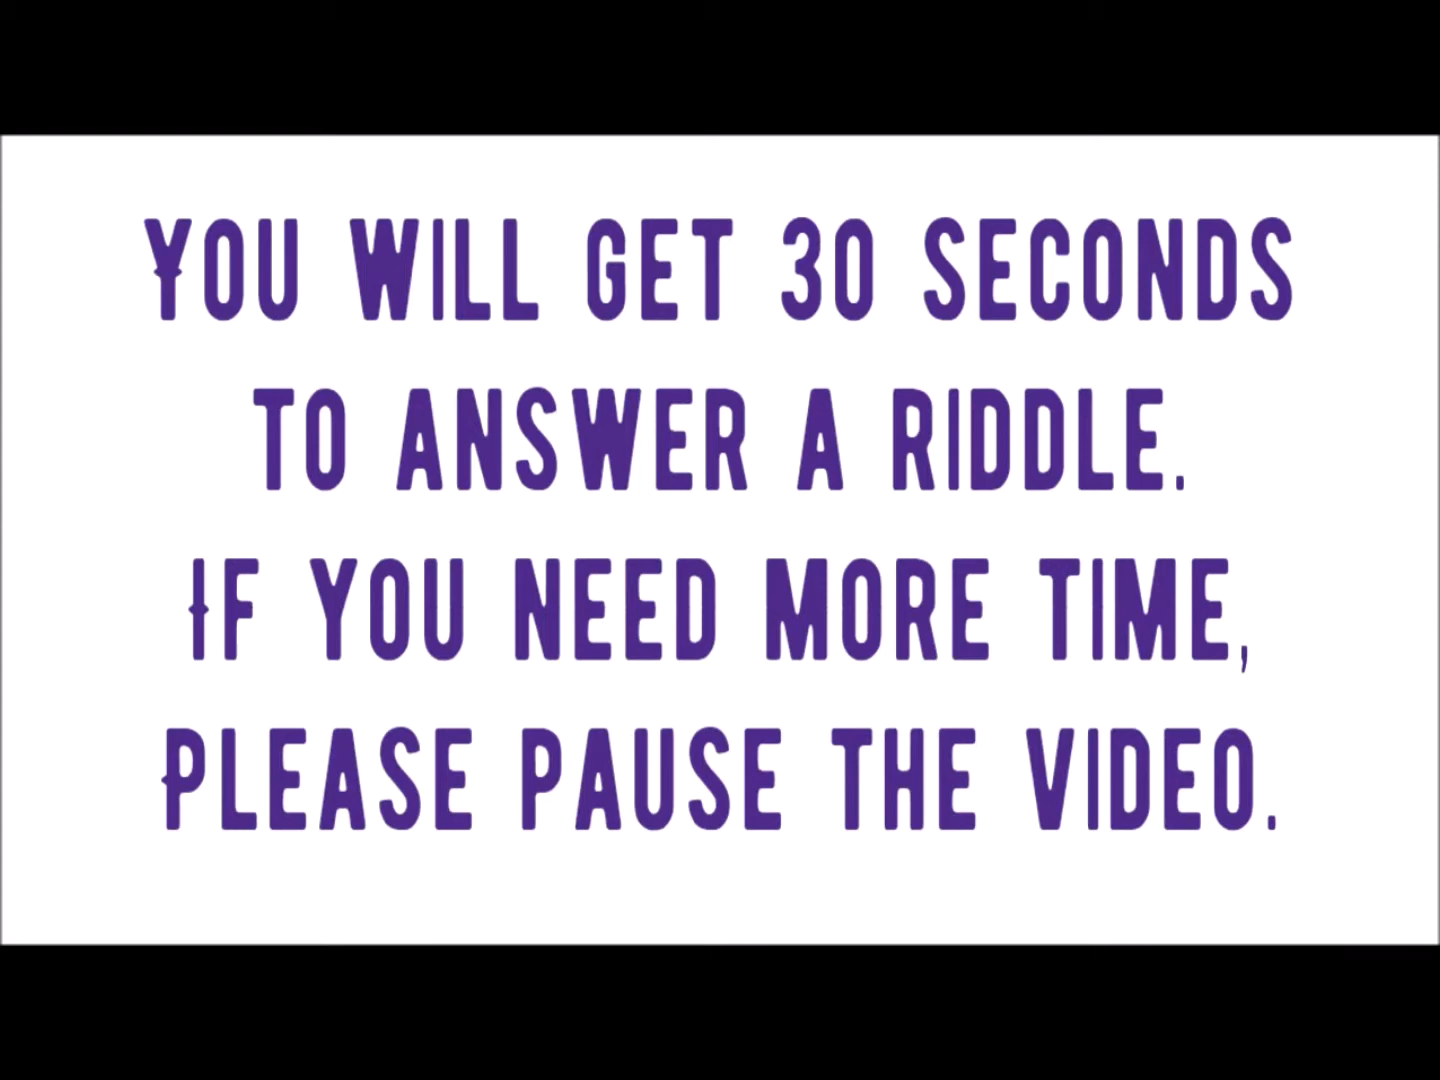 YOU WILL GET 30 SECONDS
TO ANSWER A RIDDLE.
IF YOU NEED MORE TIME,
PLEASE PAUSE THE VIDEO.